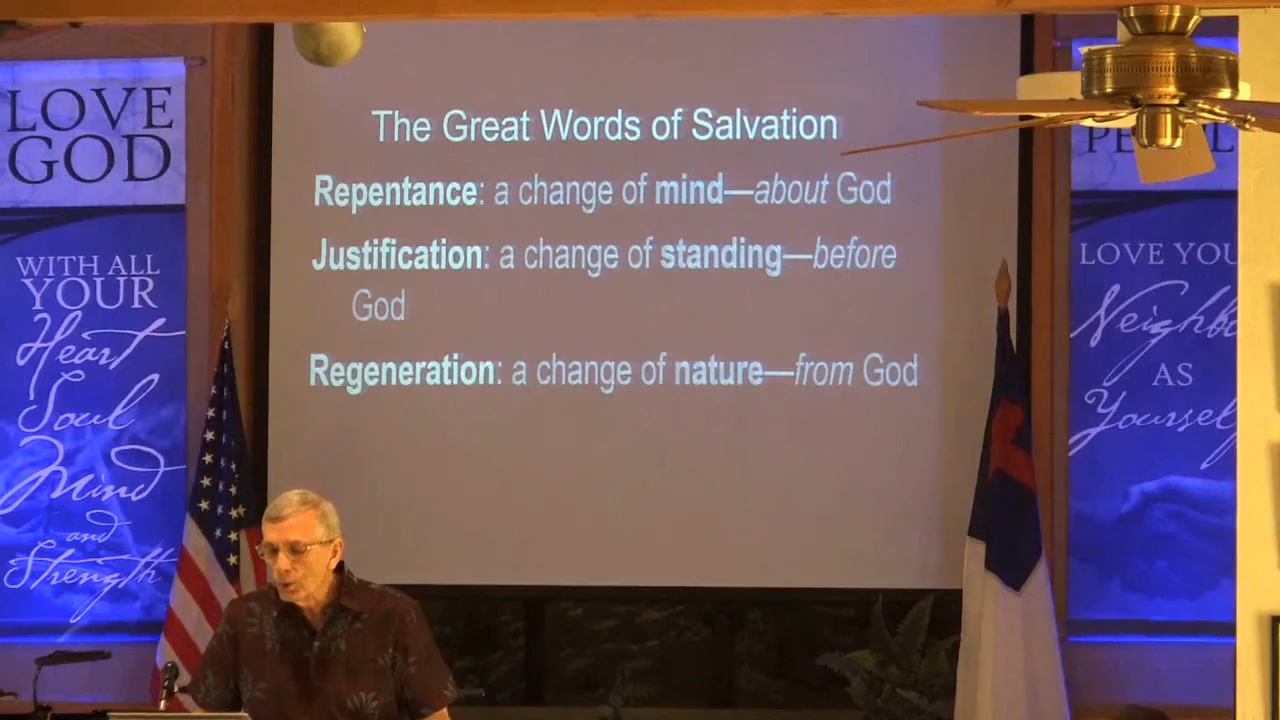 LOVE
GOD
WITH ALL
YOUR
Heart
Soul
Mind
and
Strength
The Great Words of Salvation
Repentance: a change of mind—about God
Justification: a change of standing—before
God
Regeneration: a change of nature—from God
LOVE YOU
Neighbo
AS
Yoursel